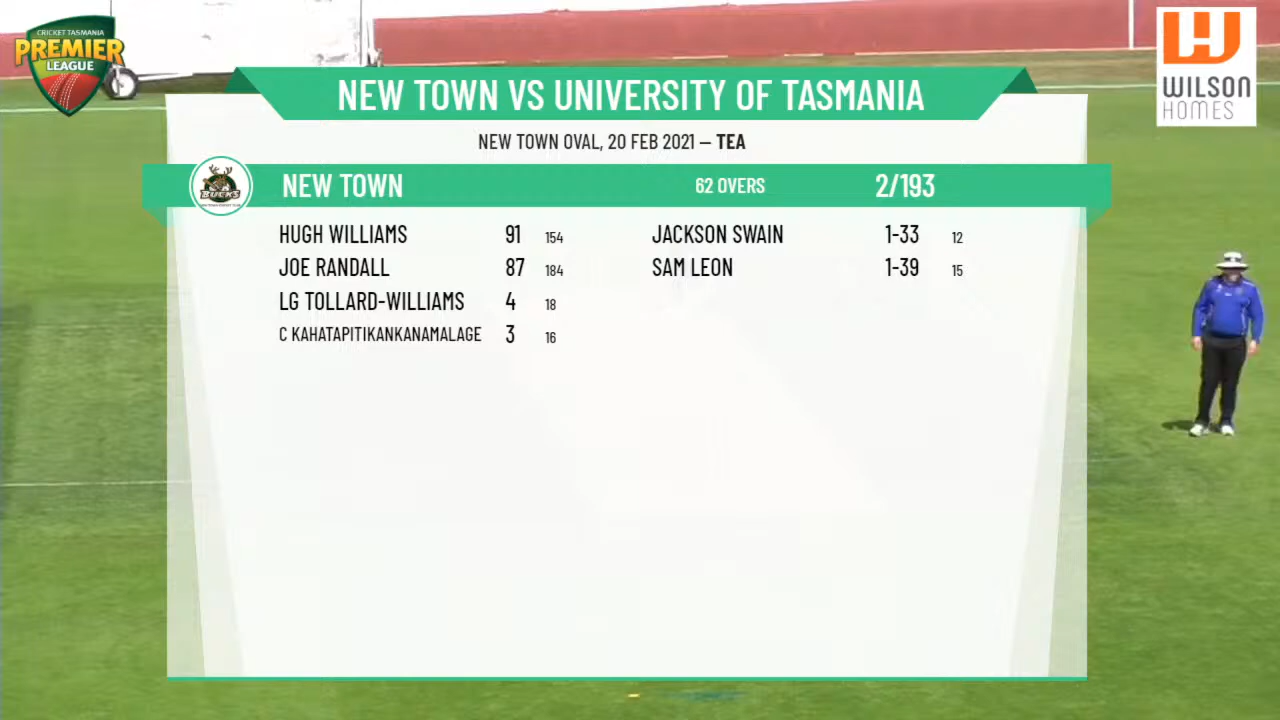 CRICKET TASMANIA
PREMIER
LEAGUE
WILSON
HOMES
NEW TOWN VS UNIVERSITY OF TASMANIA
NEW TOWN OVAL, 20 FEB 2021 – TEA
BUCKS
NEW TOWN 62 OVERS 2/193
HUGH WILLIAMS 91 154 JACKSON SWAIN 1-33 12
JOE RANDALL 87 184 SAM LEON 1-39 15
LG TOLLARD-WILLIAMS 4 18
C KAHATAPITIKANKANAMALAGE 3 16